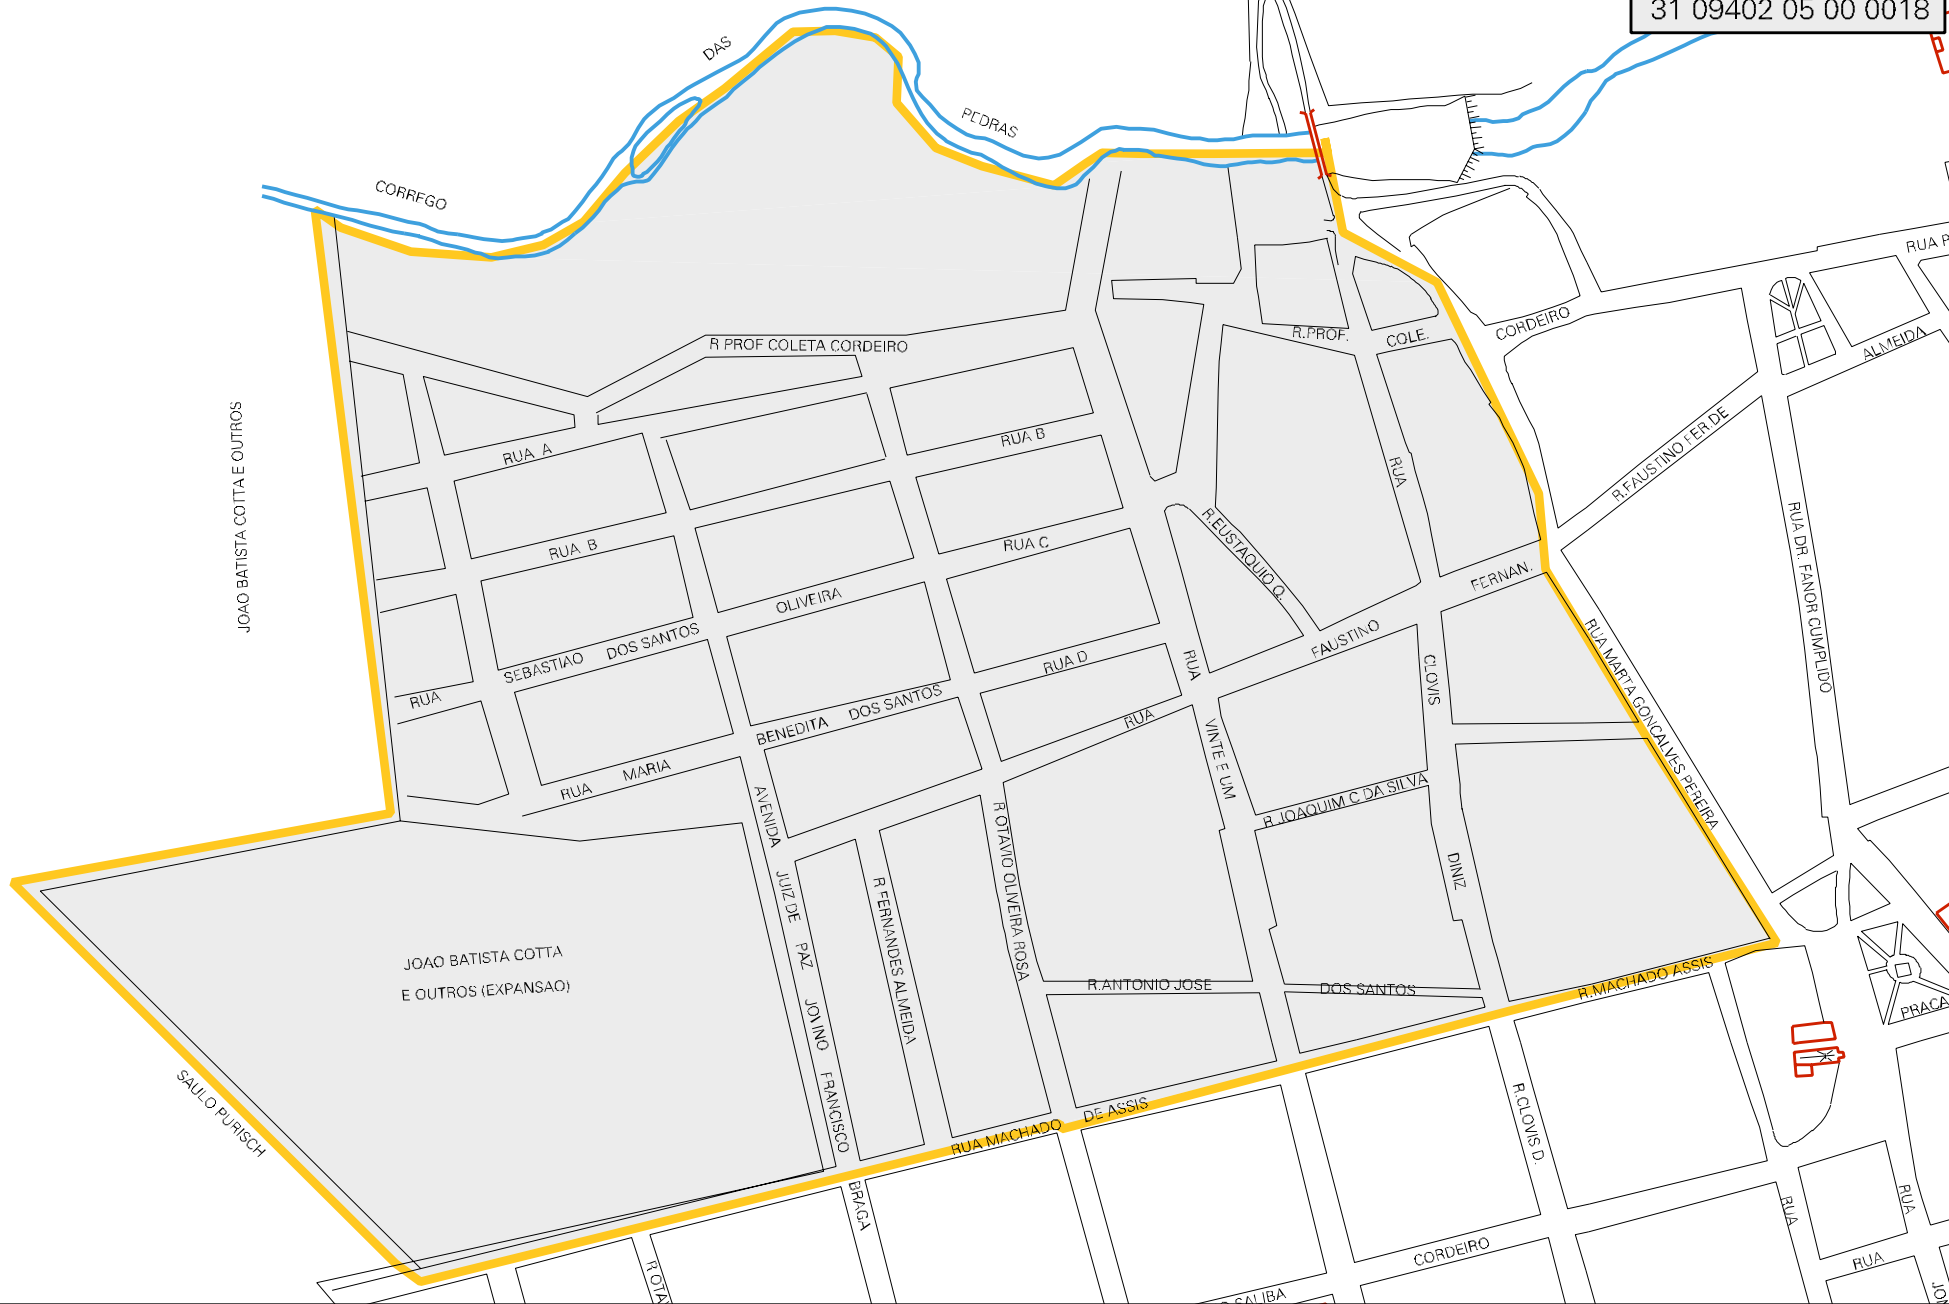 31 09402 05 00 0018
DAS
PEDRAS
CORREGO
RUA P
CORDEIRO
R.PROF. COLE.
R PROF COLETA CORDEIRO
ALMEIDA
JOAO BATISTA COTTA E OUTROS
R.FAUSTINO FER.DE
RUA A
RUA B
RUA
RUA DR. FANOR CUMPLIDO
R.EUSTAQUIO Q.
RUA B
RUA C
FERNAN.
OLIVEIRA
FAUSTINO
SEBASTIAO DOS SANTOS
RUA D
RUA
CLOVIS
RUA MARTA GONCALVES PEREIRA
RUA
BENEDITA DOS SANTOS
RUA
VINTE E UM
RUA MARIA
R.JOAQUIM C DA SILVA
AVENIDA JUIZ DE PAZ JOVINO FRANCISCO
R OTAVIO OLIVEIRA ROSA
DINIZ
R FERNANDES ALMEIDA
JOAO BATISTA COTTA
E OUTROS (EXPANSAO)
R.ANTONIO JOSE DOS SANTOS
R.MACHADO ASSIS
PRACA
SAULO PURISCH
RUA MACHADO DE ASSIS
R.CLOVIS D.
BRAGA
RUA
RUA
CORDEIRO
RUA
R OTA
SALIBA